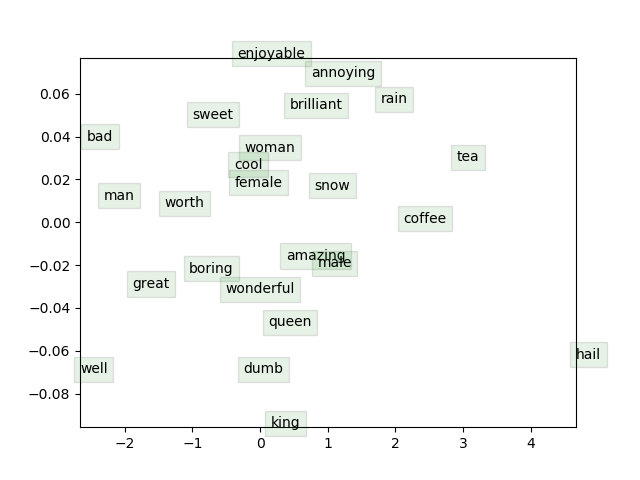 enjoyable
annoying
0.06
rain
brilliant
sweet
0.04
bad
woman
tea
cool
0.02
female
snow
man
worth
0.00
coffee
amazing
male
−0.02
boring
great
wonderful
−0.04
queen
−0.06
hail
well
dumb
−0.08
king
−2
−1
0
1
2
3
4